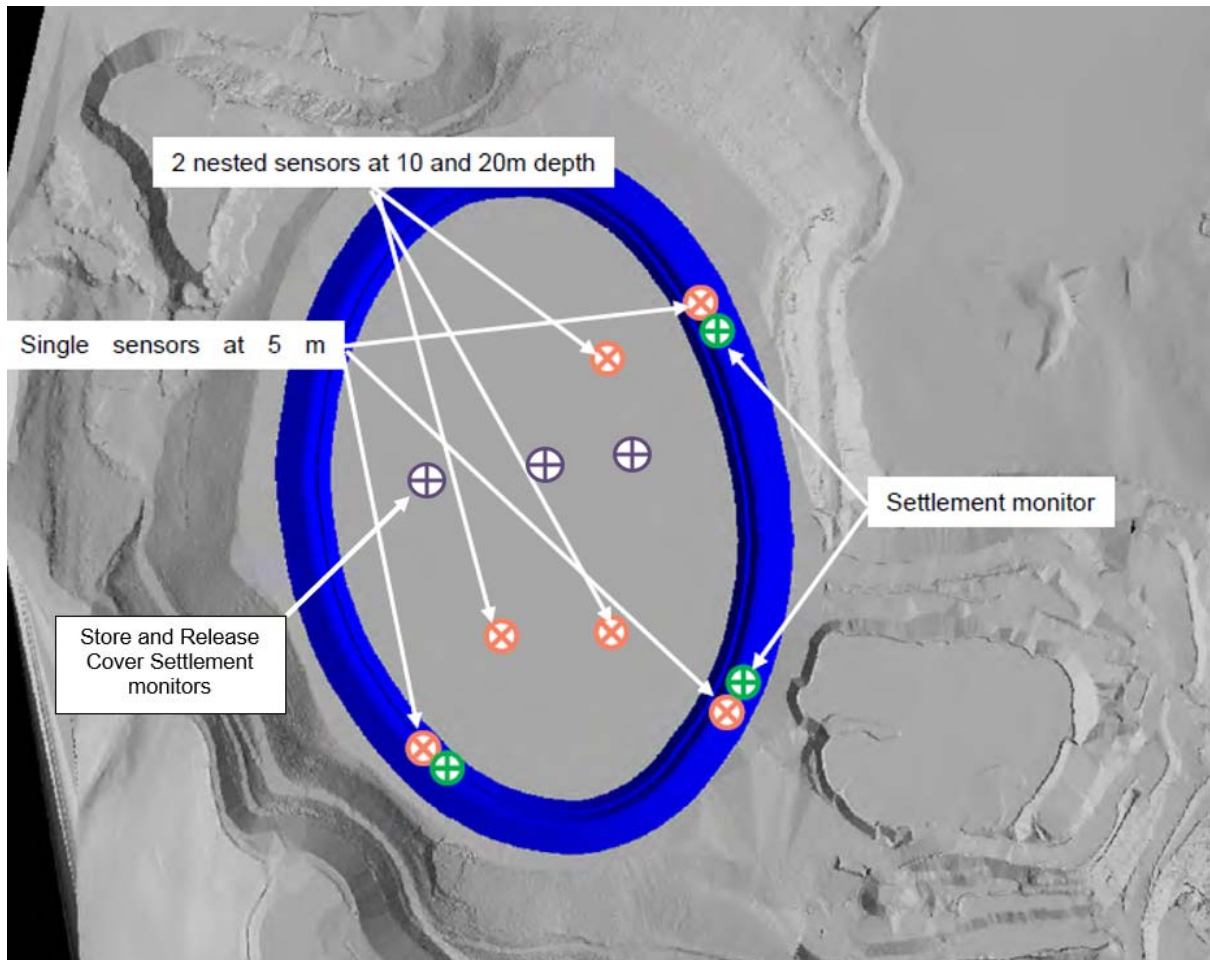 2 nested sensors at 10 and 20m depth
Single sensors at 5 m
Settlement monitor
Store and Release
Cover Settlement
monitors